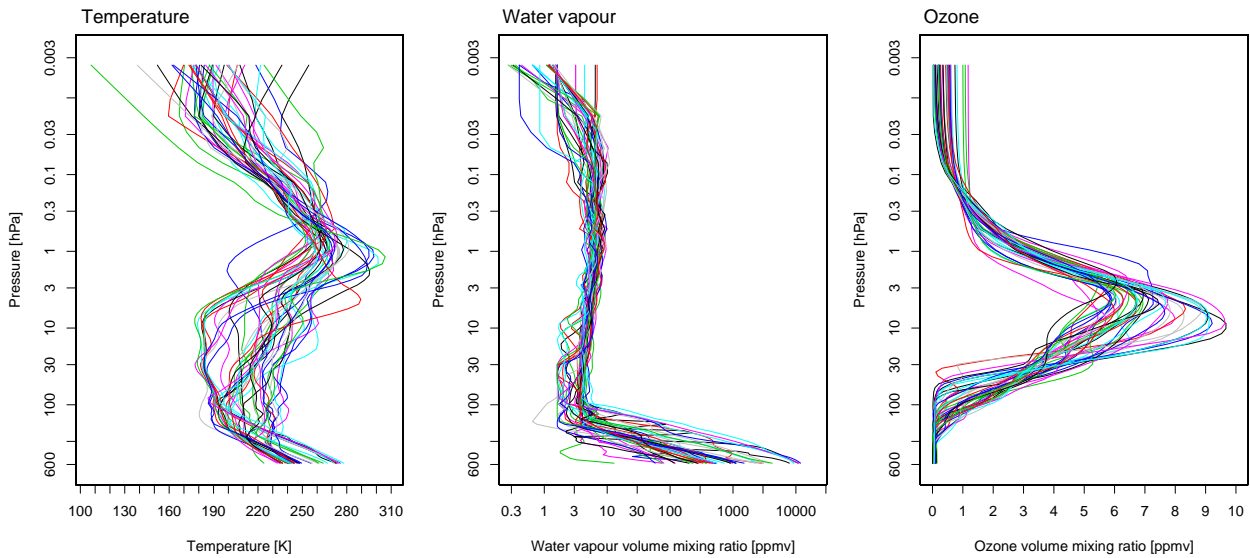 Temperature
Pressure [hPa]
0.003
0.03
0.1
0.3
1
3
10
30
100
600
100 130 160 190 220 250 280 310
Temperature [K]
Water vapour
Pressure [hPa]
0.003
0.03
0.1
0.3
1
3
10
30
100
600
0.3 1 3 10 30 100 1000 10000
Water vapour volume mixing ratio [ppmv]
Ozone
Pressure [hPa]
0.003
0.03
0.1
0.3
1
3
10
30
100
600
0 1 2 3 4 5 6 7 8 9 10
Ozone volume mixing ratio [ppmv]